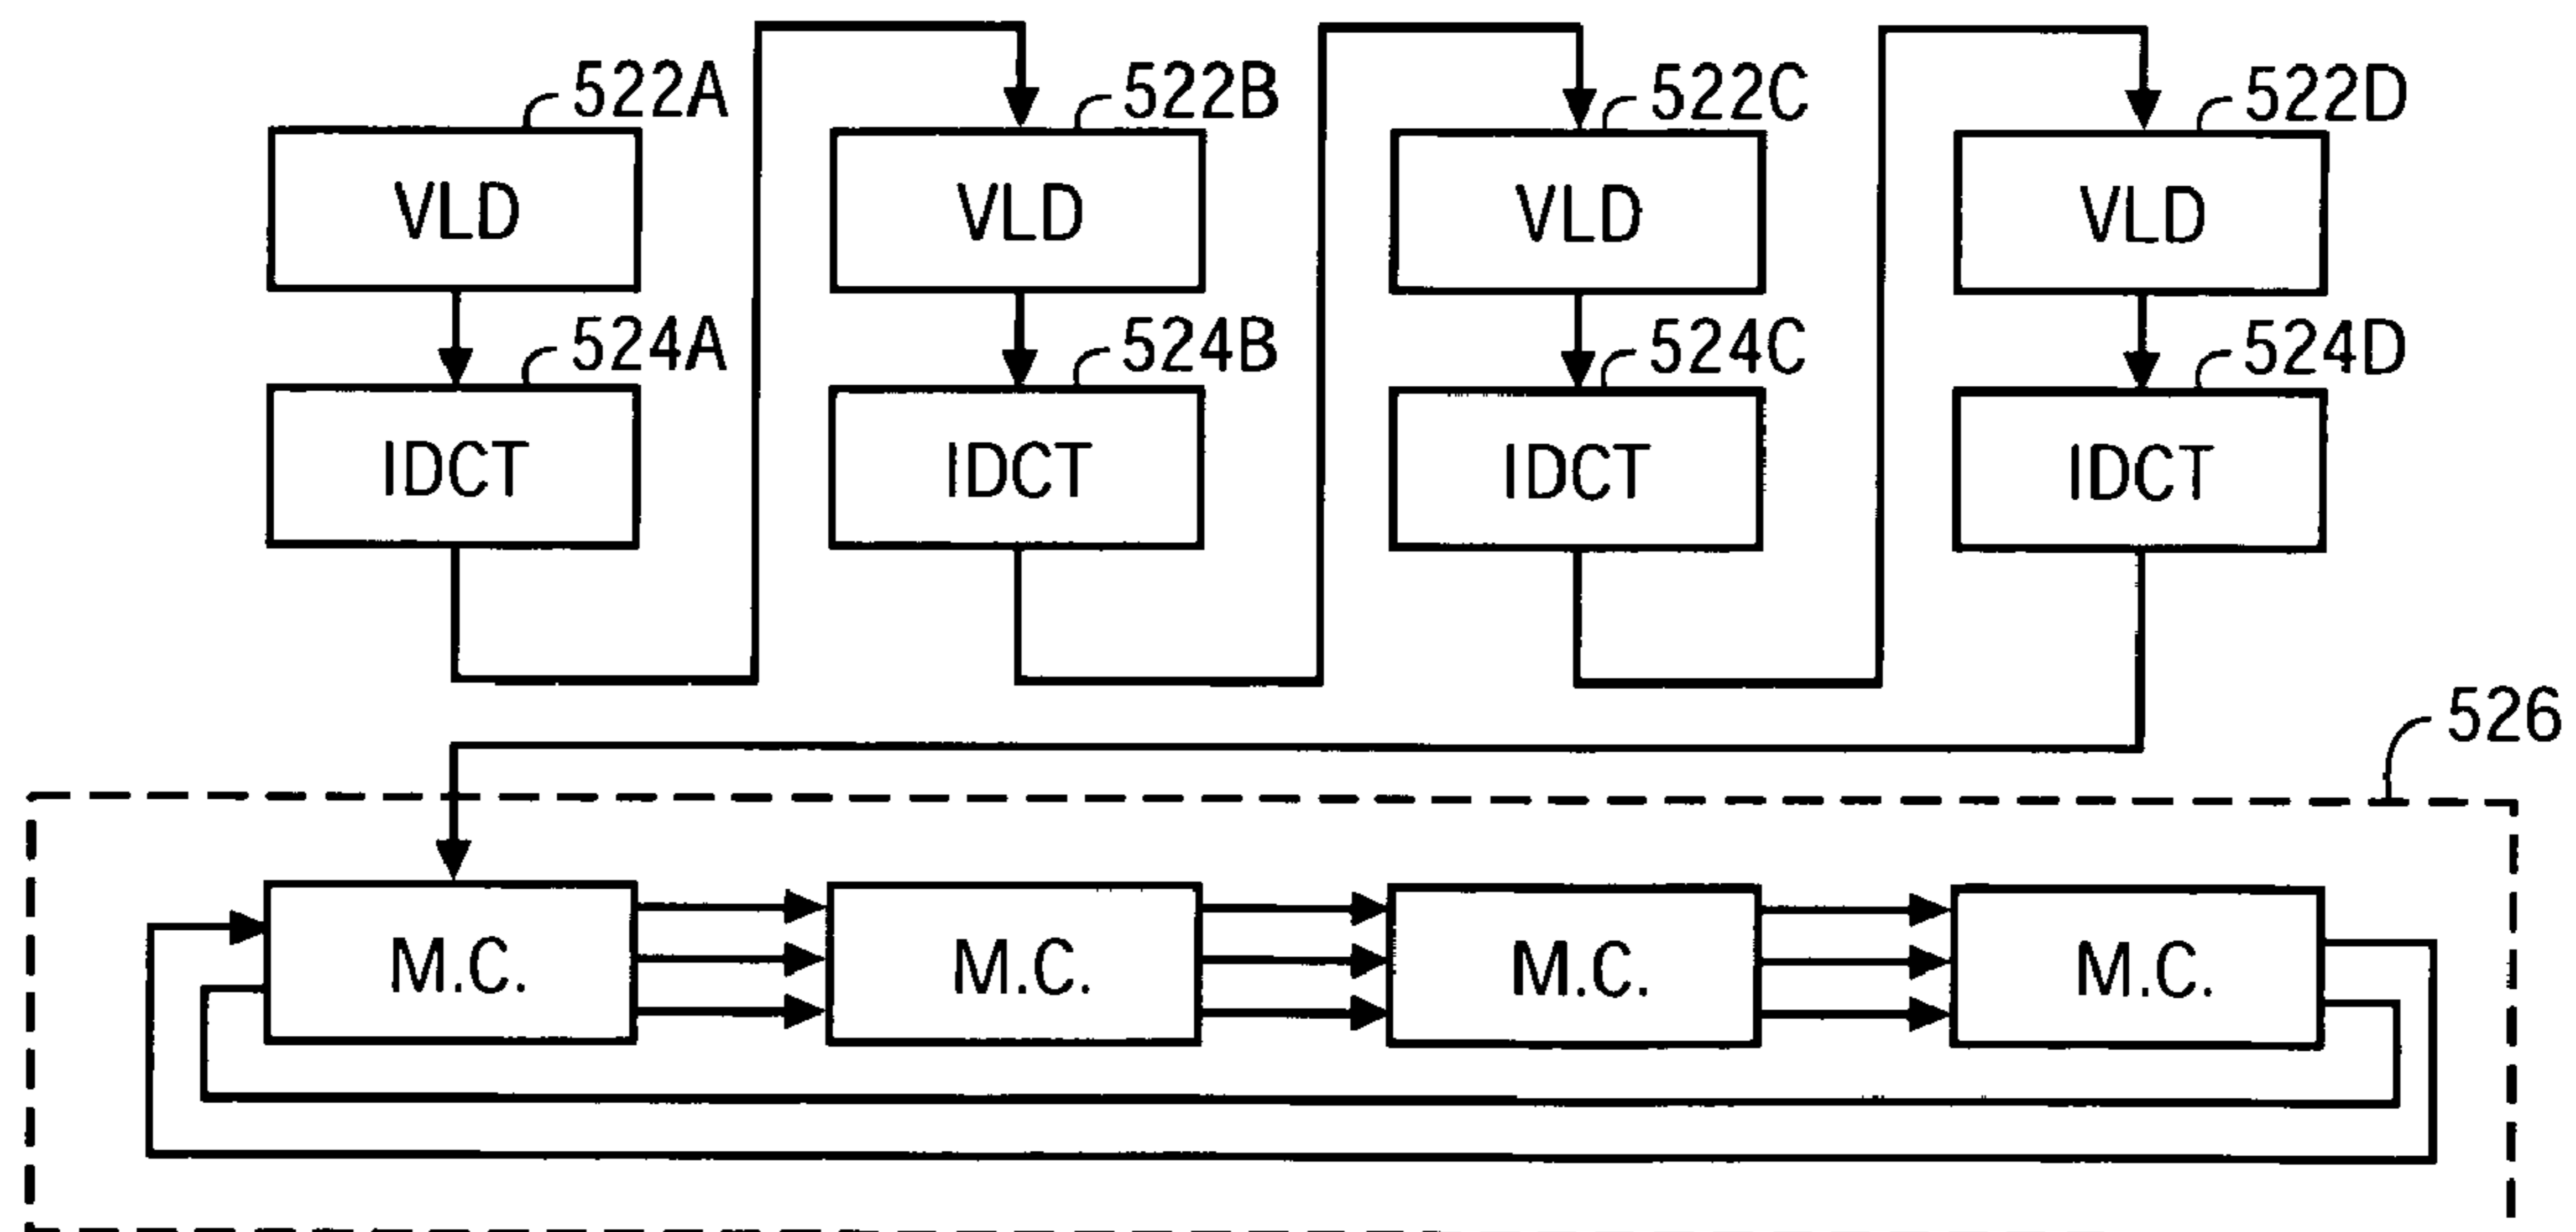 522A
522B
522C
522D
VLD
VLD
VLD
VLD
524A
524B
524C
524D
IDCT
IDCT
IDCT
IDCT
526
M.C.
M.C.
M.C.
M.C.